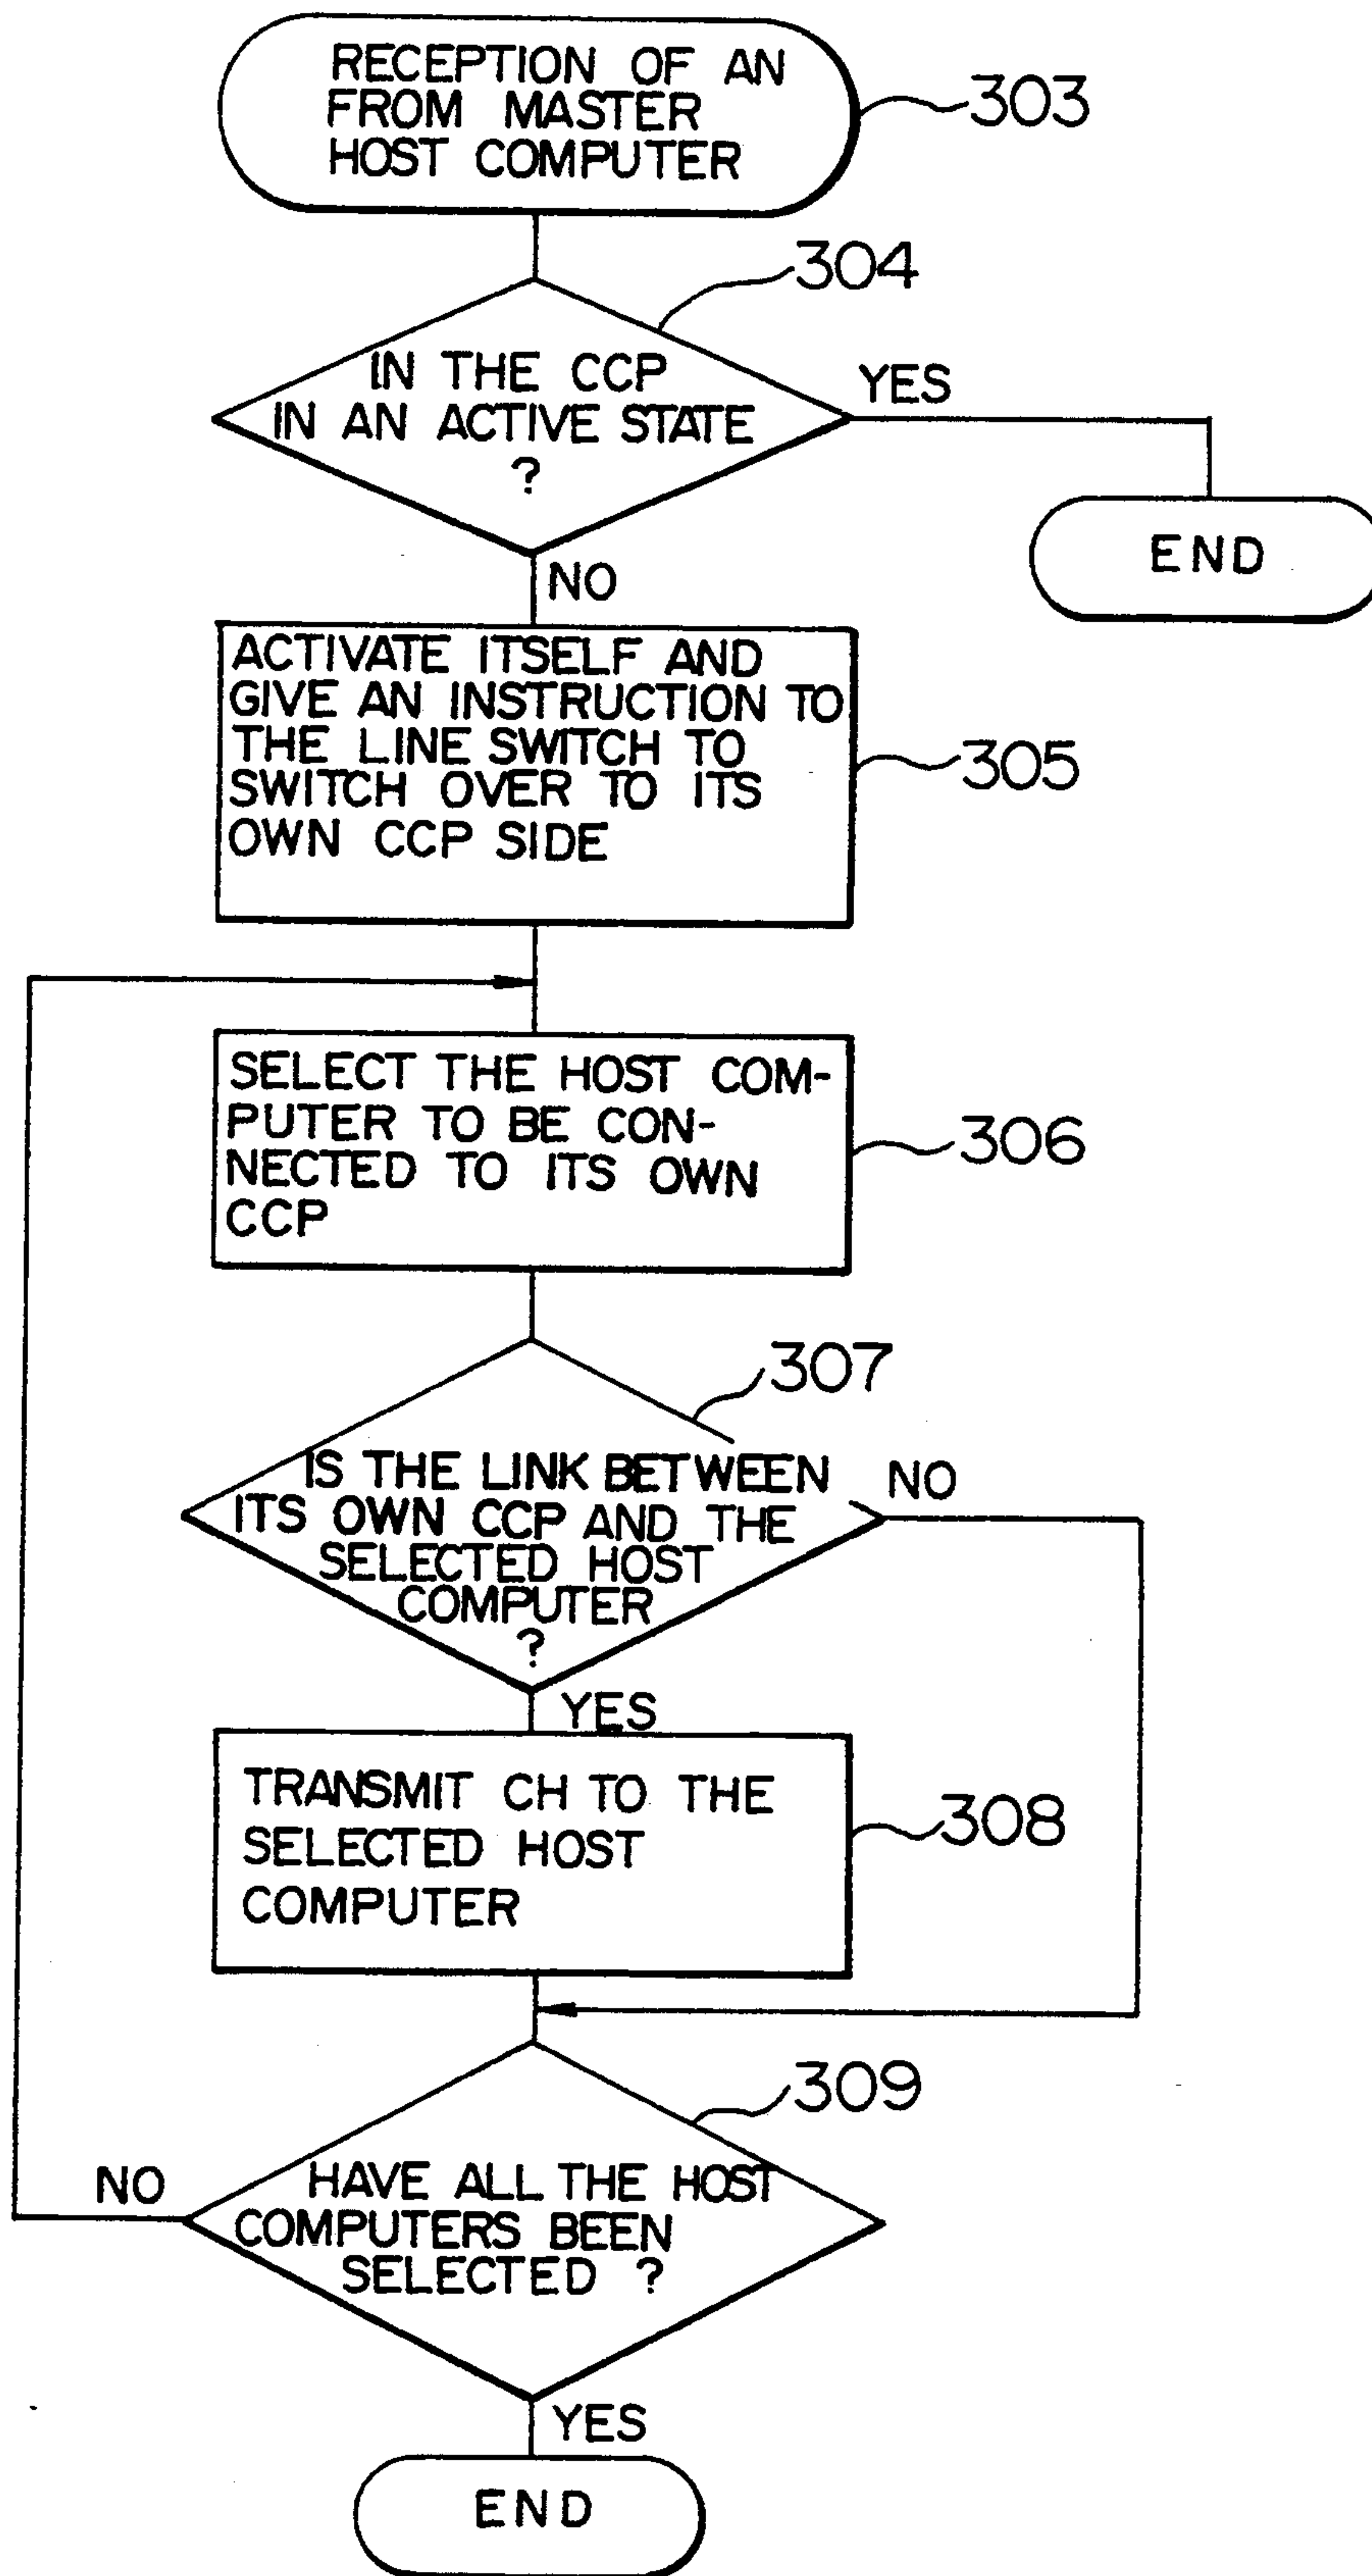 RECEPTION OF AN
FROM MASTER
HOST COMPUTER
303
304
IN THE CCP
IN AN ACTIVE STATE
?
YES
END
NO
ACTIVATE ITSELF AND
GIVE AN INSTRUCTION TO
THE LINE SWITCH TO
SWITCH OVER TO ITS
OWN CCP SIDE
305
SELECT THE HOST COM-
PUTER TO BE CON-
NECTED TO ITS OWN
CCP
306
307
IS THE LINK BETWEEN
ITS OWN CCP AND THE
SELECTED HOST
COMPUTER
?
NO
YES
TRANSMIT CH TO THE
SELECTED HOST
COMPUTER
308
309
HAVE ALL THE HOST
COMPUTERS BEEN
SELECTED ?
NO
YES
END